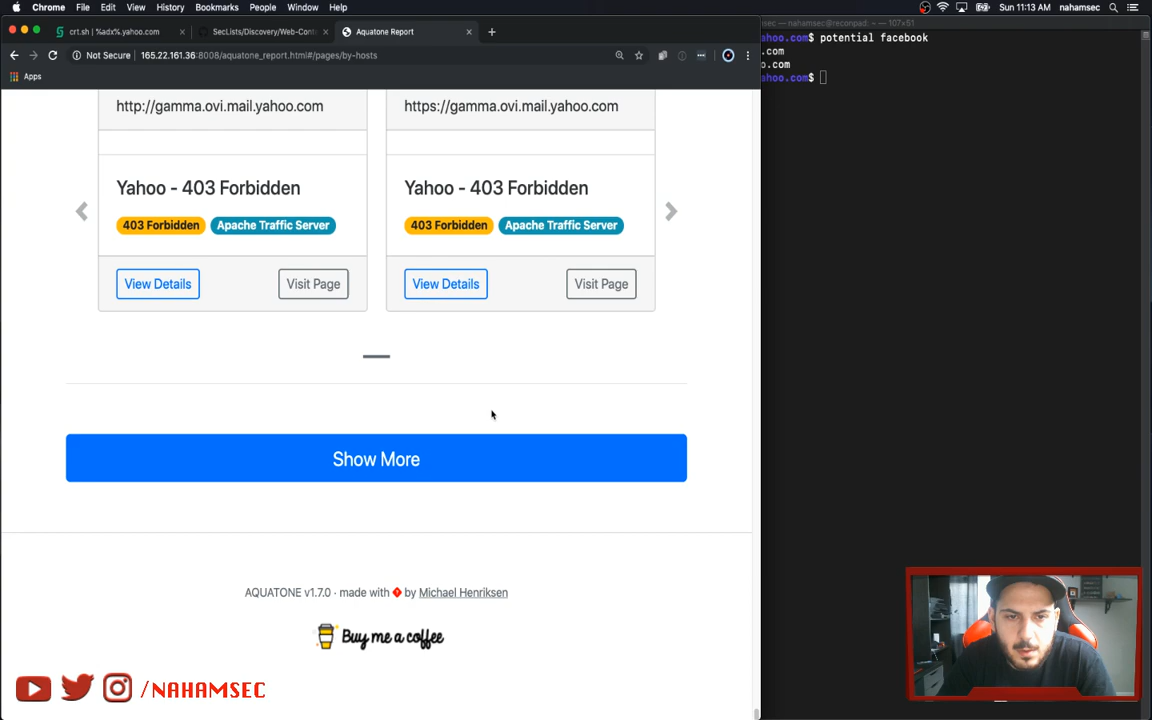 Chrome File Edit View History Bookmarks People Window Help Sun 11:13 AM nahamsec
crt.sh | %adx%.yahoo.com SecLists/Discovery/Web-Cont Aquatone Report
Not Secure 165.22.161.36:8008/aquatone_report.html#/pages/by-hosts
Apps
http://gamma.ovi.mail.yahoo.com https://gamma.ovi.mail.yahoo.com
Yahoo - 403 Forbidden Yahoo - 403 Forbidden
403 Forbidden Apache Traffic Server 403 Forbidden Apache Traffic Server
View Details Visit Page View Details Visit Page
Show More
AQUATONE v1.7.0 · made with by Michael Henriksen
Buy me a coffee
/NAHAMSEC
sec — nahamsec@reconpad: ~ — 107×51
ahoo.com$ potential facebook
.com
o.com
ahoo.com$